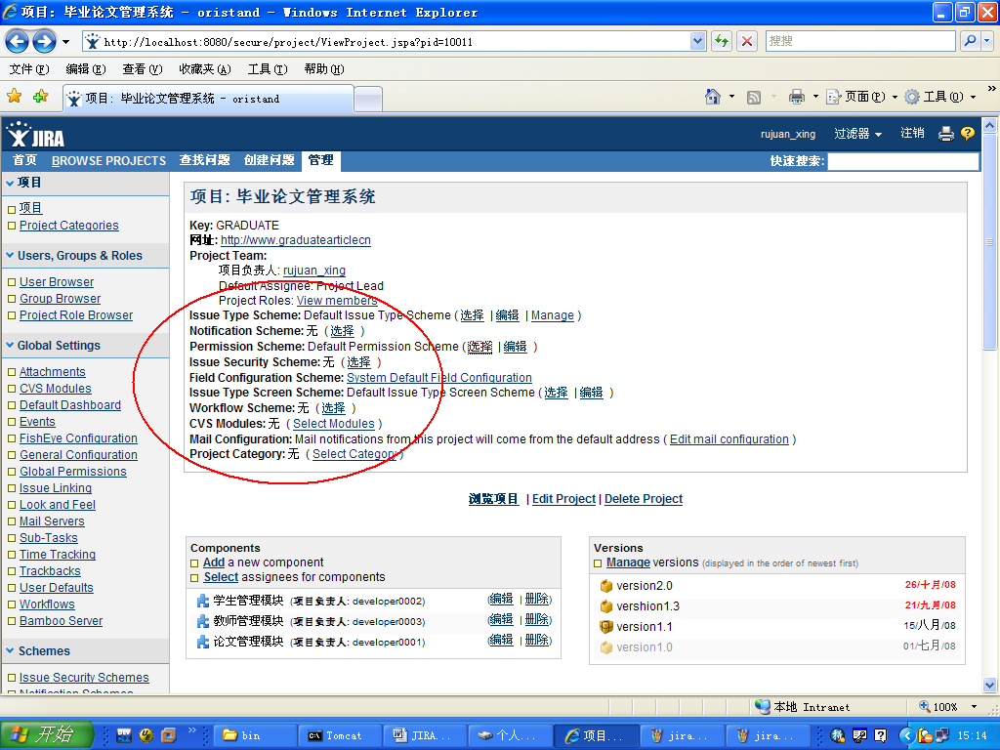 项目: 毕业论文管理系统 - oristand - Windows Internet Explorer
http://localhost:8080/secure/project/ViewProject.jspa?pid=10011
搜搜
文件(F) 编辑(E) 查看(V) 收藏夹(A) 工具(T) 帮助(H)
项目: 毕业论文管理系统 - oristand
页面(P) 工具(O) »
JIRA
rujuan_xing 过滤器 注销
首页 BROWSE PROJECTS 查找问题 创建问题 管理 快速搜索:
项目
项目
Project Categories
Users, Groups & Roles
User Browser
Group Browser
Project Role Browser
Global Settings
Attachments
CVS Modules
Default Dashboard
Events
FishEye Configuration
General Configuration
Global Permissions
Issue Linking
Look and Feel
Mail Servers
Sub-Tasks
Time Tracking
Trackbacks
User Defaults
Workflows
Bamboo Server
Schemes
Issue Security Schemes
Notification Schemes
项目: 毕业论文管理系统
Key: GRADUATE
网址: http://www.graduatearticlecn
Project Team:
项目负责人: rujuan_xing
Default Assignee: Project Lead
Project Roles: View members
Issue Type Scheme: Default Issue Type Scheme ( 选择 | 编辑 | Manage )
Notification Scheme: 无 ( 选择 )
Permission Scheme: Default Permission Scheme ( 选择 | 编辑 )
Issue Security Scheme: 无 ( 选择 )
Field Configuration Scheme: System Default Field Configuration
Issue Type Screen Scheme: Default Issue Type Screen Scheme ( 选择 | 编辑 )
Workflow Scheme: 无 ( 选择 )
CVS Modules: 无 ( Select Modules )
Mail Configuration: Mail notifications from this project will come from the default address ( Edit mail configuration )
Project Category: 无 ( Select Category )
浏览项目 | Edit Project | Delete Project
Components
Add a new component
Select assignees for components
学生管理模块 (项目负责人: developer0002) (编辑 | 删除)
教师管理模块 (项目负责人: developer0003) (编辑 | 删除)
论文管理模块 (项目负责人: developer0001) (编辑 | 删除)
Versions
Manage versions (displayed in the order of newest first)
version2.0 26/十月/08
vershion1.3 21/九月/08
version1.1 15/八月/08
version1.0 01/七月/08
本地 Intranet 100%
开始 » bin Tomcat JIRA... 个人... 项目... jira... jira... 15:14